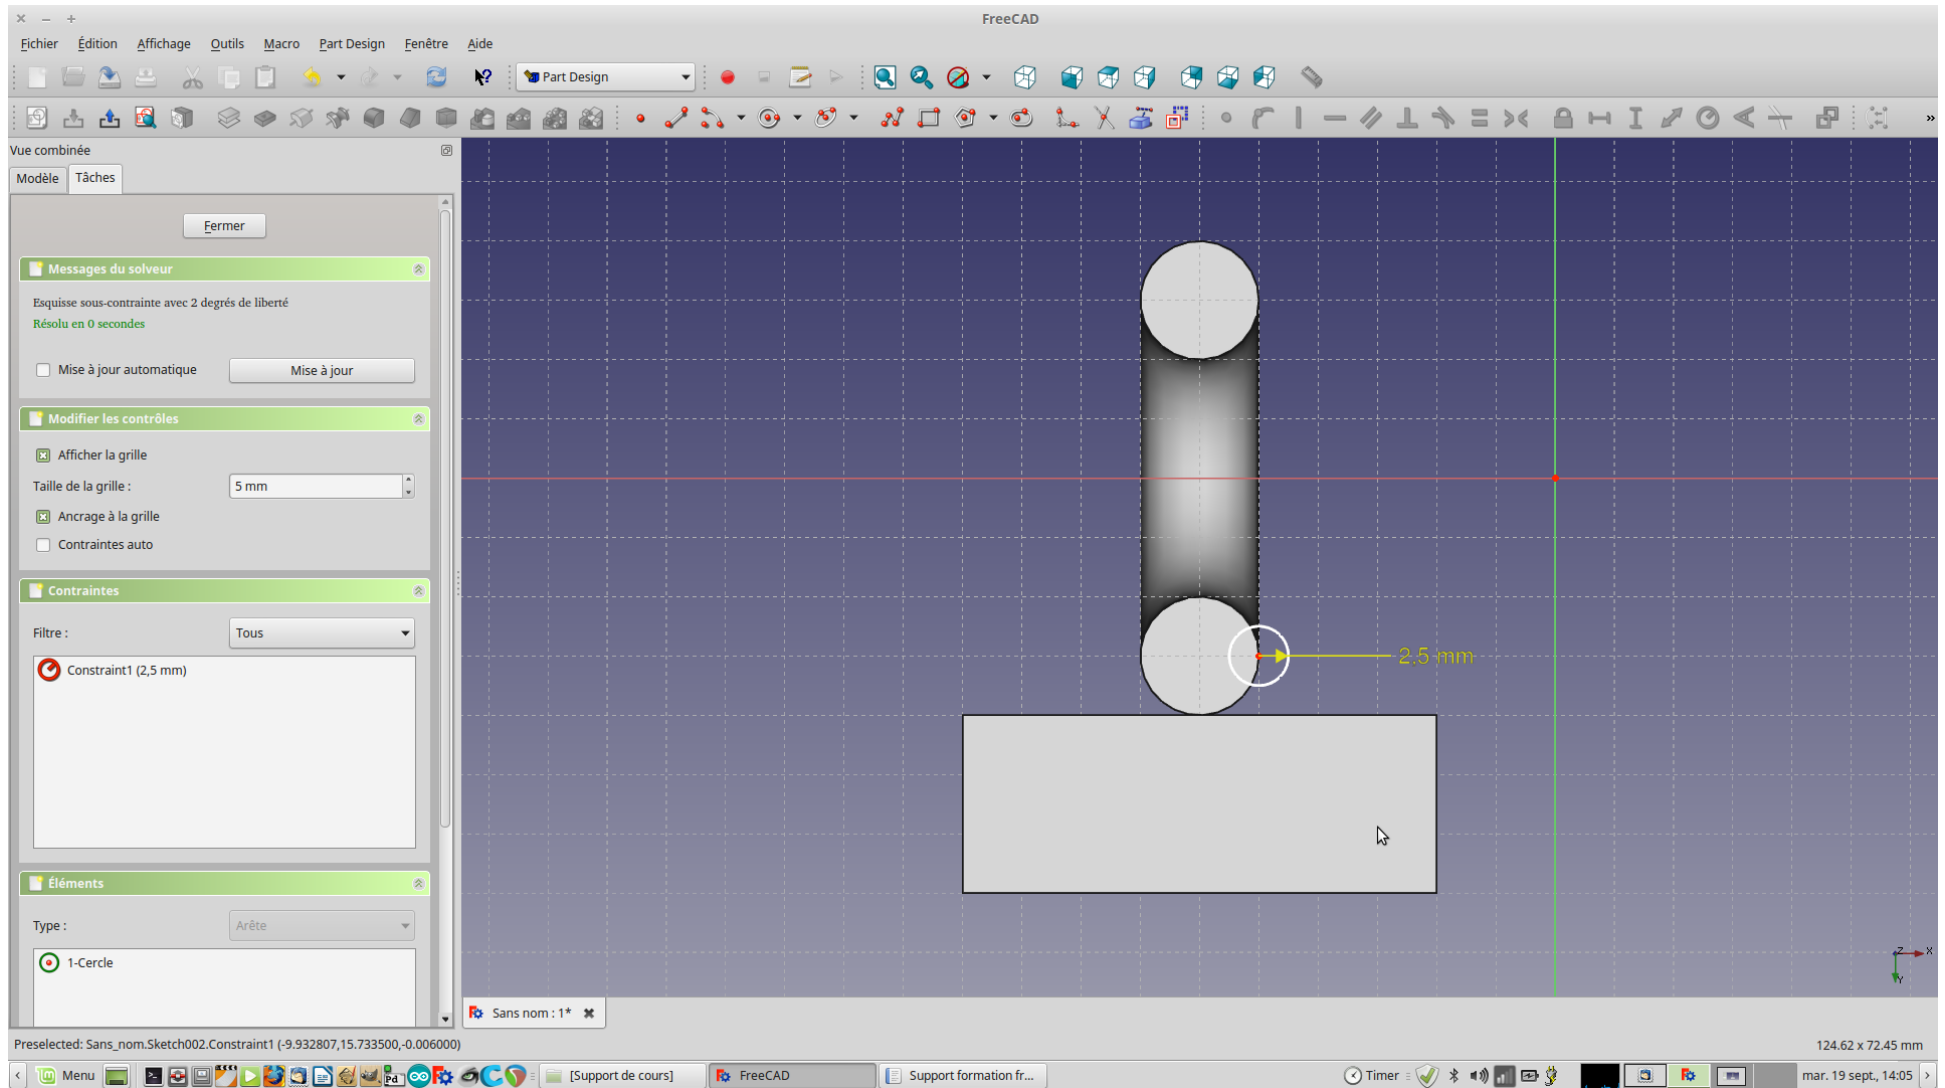 FreeCAD
Fichier Édition Affichage Outils Macro Part Design Fenêtre Aide
Part Design
»
Vue combinée
Modèle Tâches
Fermer
Messages du solveur
Esquisse sous-contrainte avec 2 degrés de liberté
Résolu en 0 secondes
Mise à jour automatique Mise à jour
Modifier les contrôles
Afficher la grille
Taille de la grille : 5 mm
Ancrage à la grille
Contraintes auto
Contraintes
Filtre : Tous
Constraint1 (2,5 mm)
2.5 mm
Éléments
Type : Arête
1-Cercle
Z X
Y
Sans nom : 1*
Preselected: Sans_nom.Sketch002.Constraint1 (-9.932807,15.733500,-0.006000) 124.62 x 72.45 mm
Menu Pd [Support de cours] FreeCAD Support formation fr... Timer mar. 19 sept., 14:05